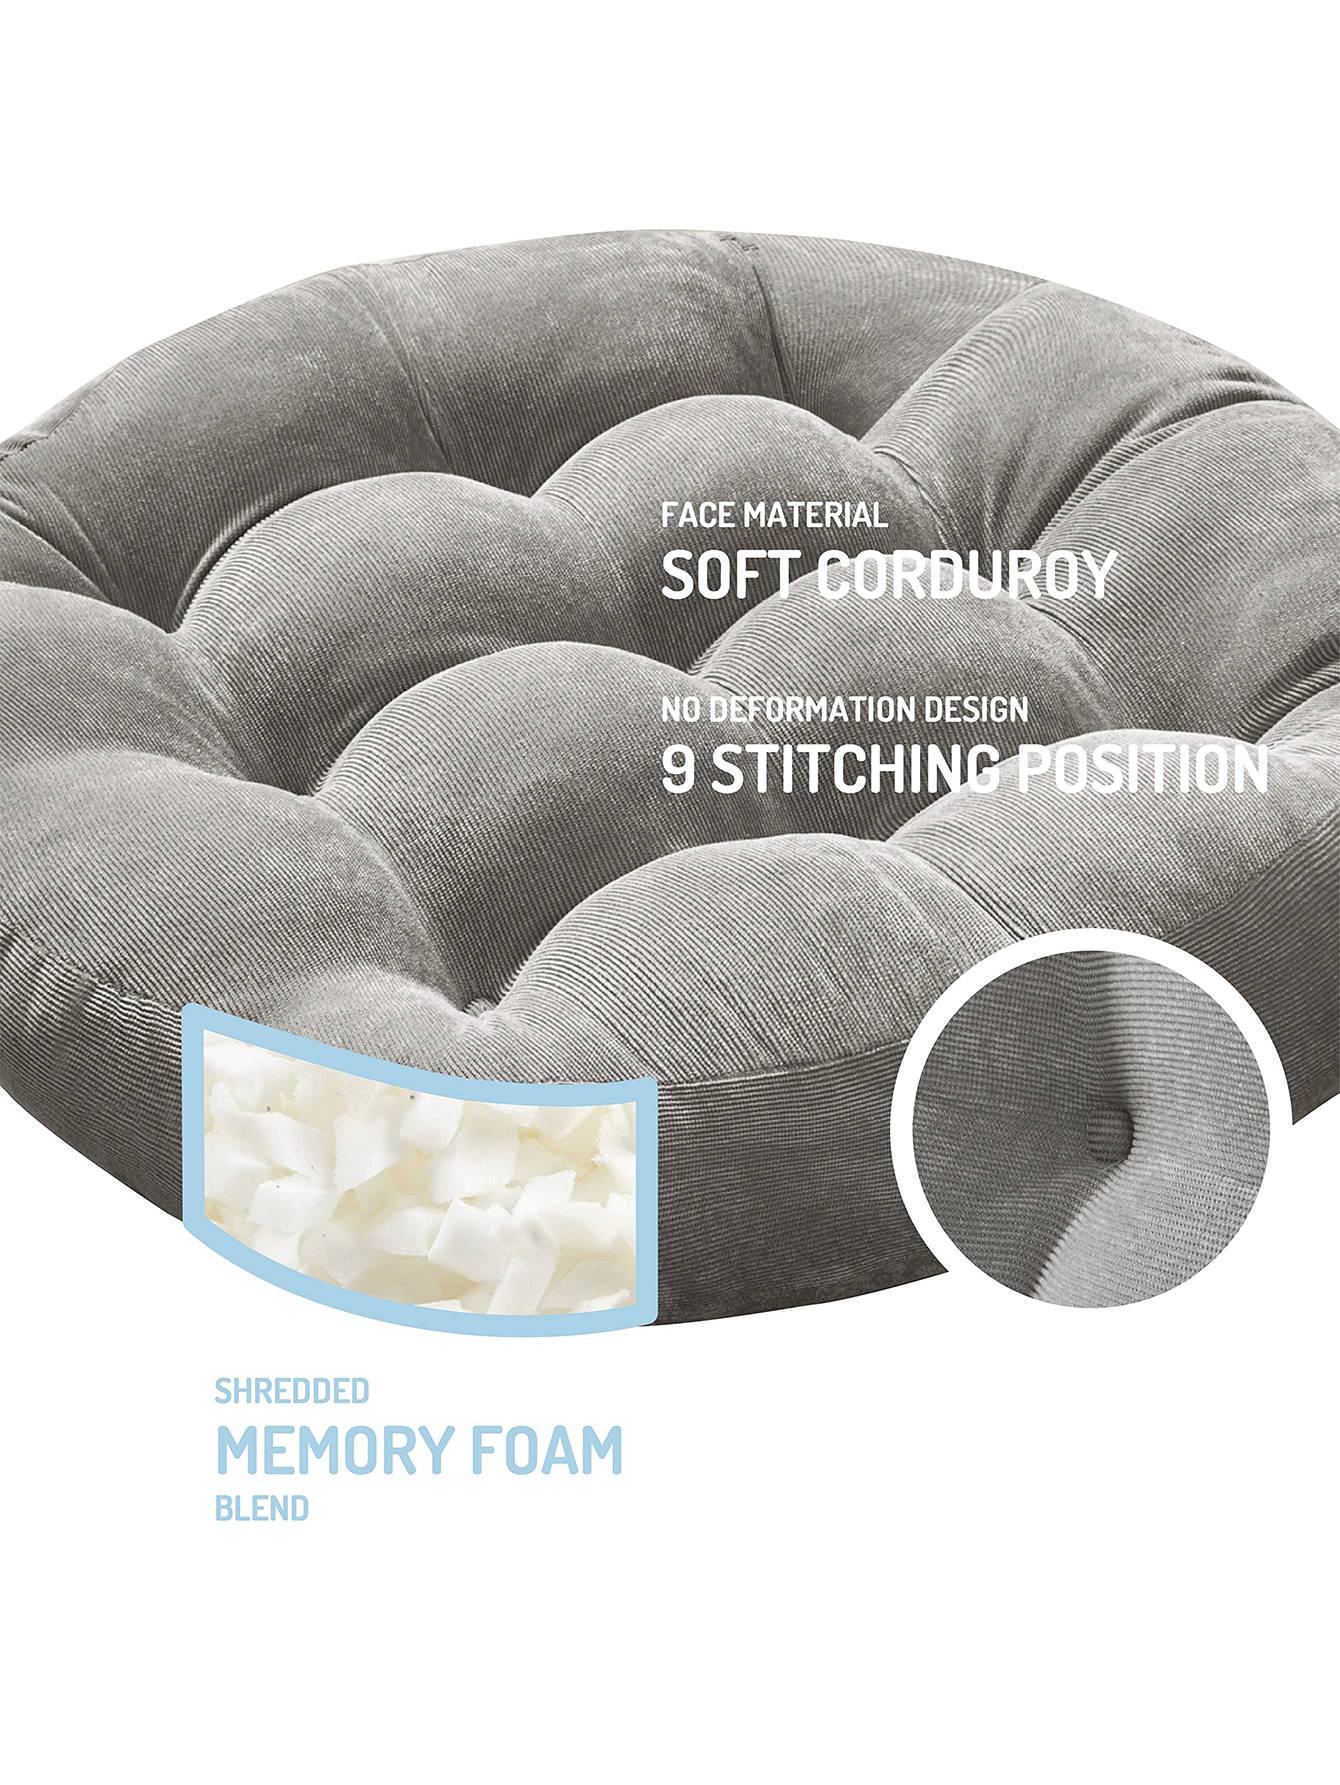 FACE MATERIAL
SOFT CORDUROY
NO DEFORMATION DESIGN
9 STITCHING POSITION
SHREDDED
MEMORY FOAM
BLEND